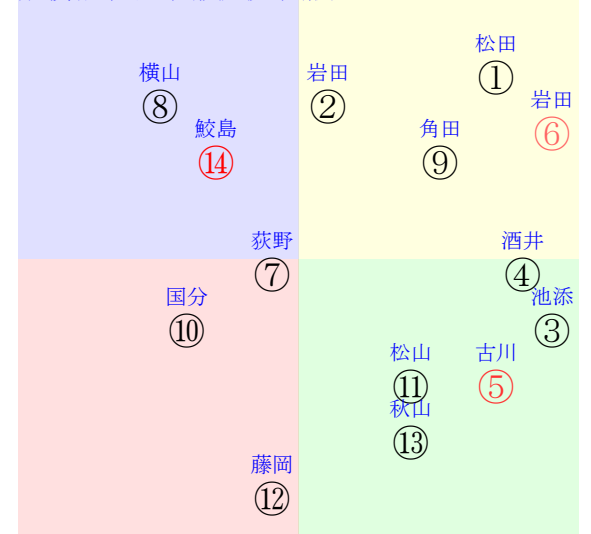 松田
①
横山
⑧
岩田
②
岩田
⑥
鮫島
⑭
角田
⑨
荻野
⑦
酒井
④
国分
⑩
池添
③
松山
⑪
古川
⑤
秋山
⑬
藤岡
⑫